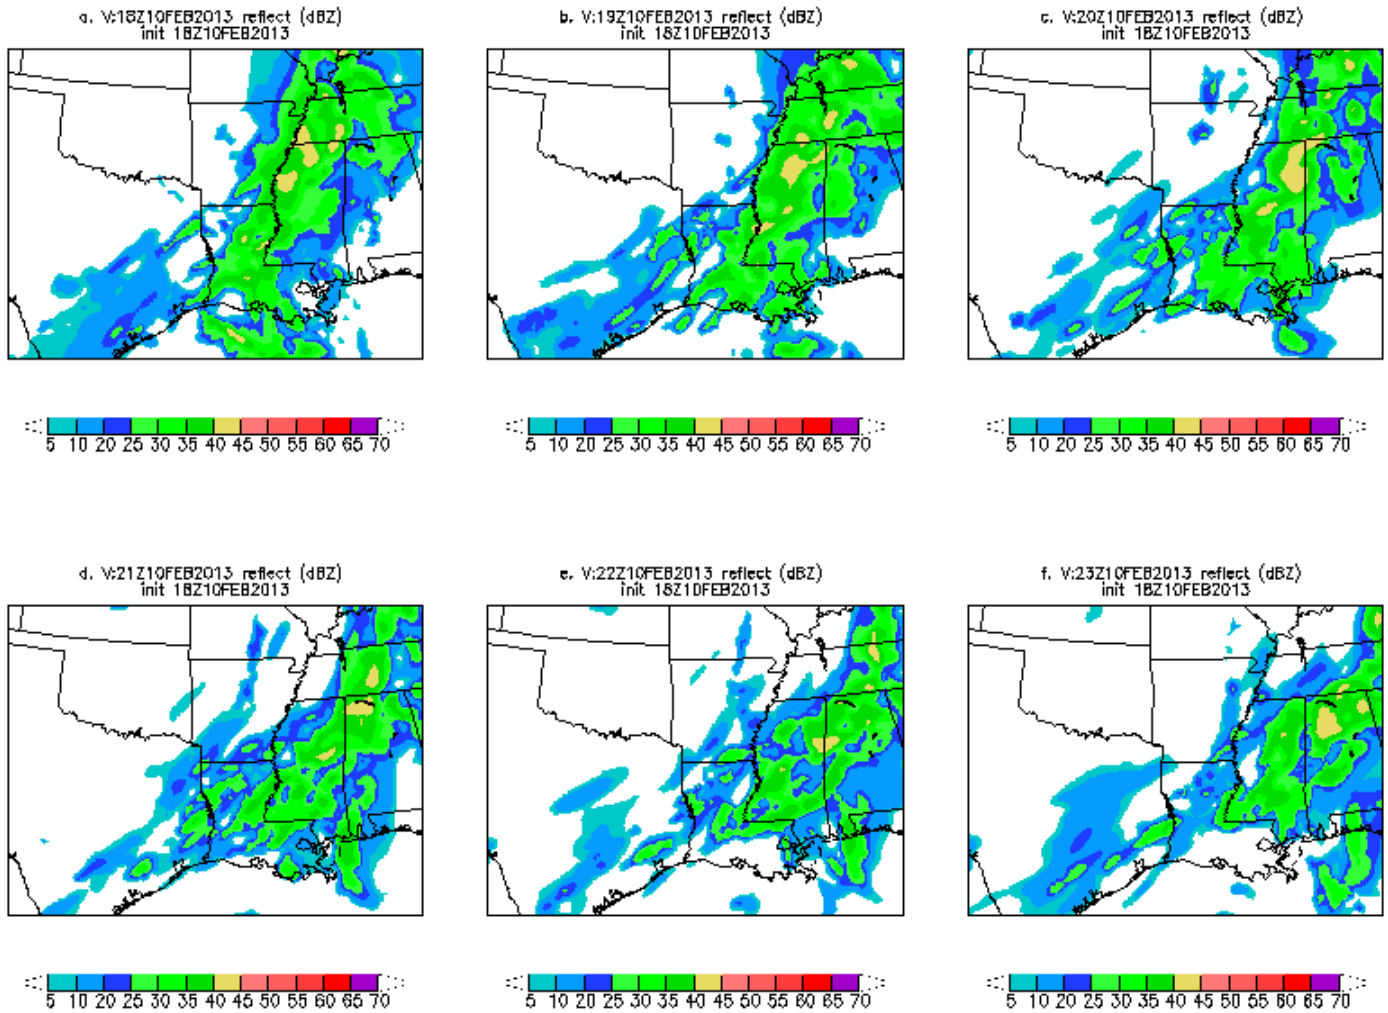 a. V:18Z10FEB2013 reflect (dBZ)
init 18Z10FEB2013
b. V:19Z10FEB2013 reflect (dBZ)
init 18Z10FEB2013
c. V:20Z10FEB2013 reflect (dBZ)
init 18Z10FEB2013
5 10 20 25 30 35 40 45 50 55 60 65 70
5 10 20 25 30 35 40 45 50 55 60 65 70
5 10 20 25 30 35 40 45 50 55 60 65 70
d. V:21Z10FEB2013 reflect (dBZ)
init 18Z10FEB2013
e. V:22Z10FEB2013 reflect (dBZ)
init 18Z10FEB2013
f. V:23Z10FEB2013 reflect (dBZ)
init 18Z10FEB2013
5 10 20 25 30 35 40 45 50 55 60 65 70
5 10 20 25 30 35 40 45 50 55 60 65 70
5 10 20 25 30 35 40 45 50 55 60 65 70